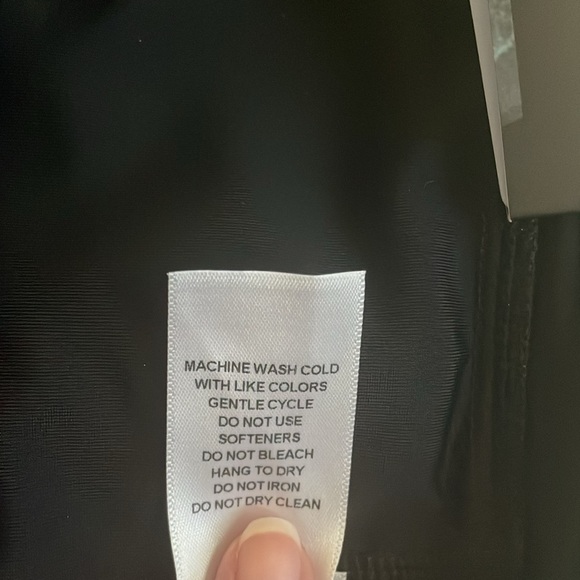 MACHINE WASH COLD
WITH LIKE COLORS
GENTLE CYCLE
DO NOT USE
SOFTENERS
DO NOT BLEACH
HANG TO DRY
DO NOT IRON
DO NOT DRY CLEAN